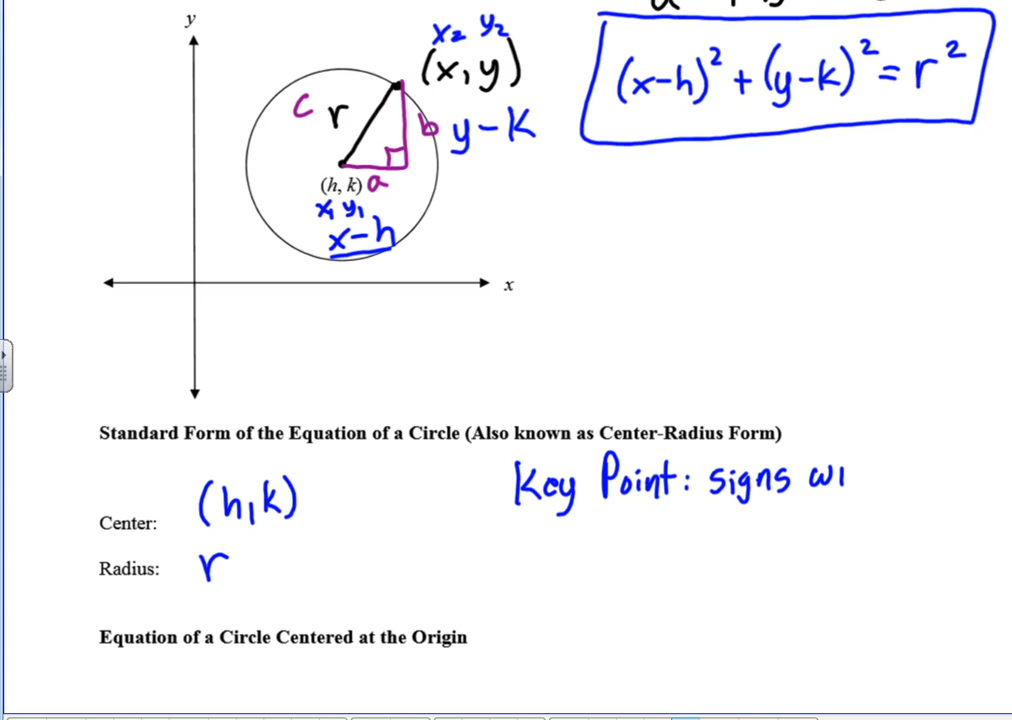 y
x2 y2
(x, y)
(x-h)² + (y-k)² = r²
c
r
b
y-k
(h, k)
a
x1 y1
x-h
x
Standard Form of the Equation of a Circle (Also known as Center-Radius Form)
Key Point: signs wi
Center: (h, k)
Radius: r
Equation of a Circle Centered at the Origin